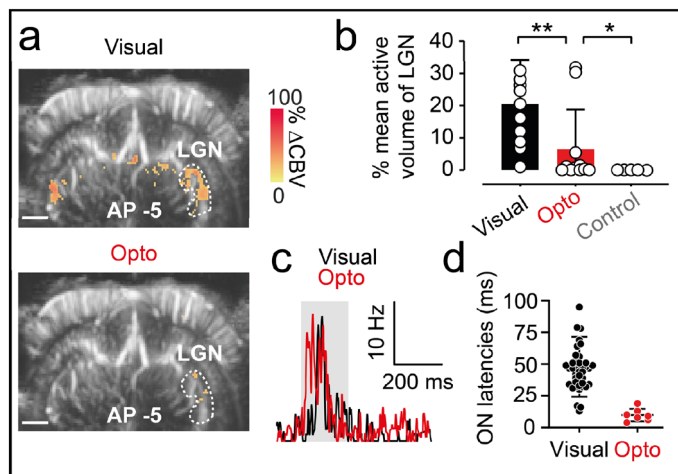 a
Visual
100
% ΔCBV
0
LGN
AP -5
Opto
LGN
AP -5
b
** *
% mean active
volume of LGN
40
30
20
10
0
Visual
Opto
Control
c
Visual
Opto
10 Hz
200 ms
d
ON latencies (ms)
100
75
50
25
0
Visual Opto